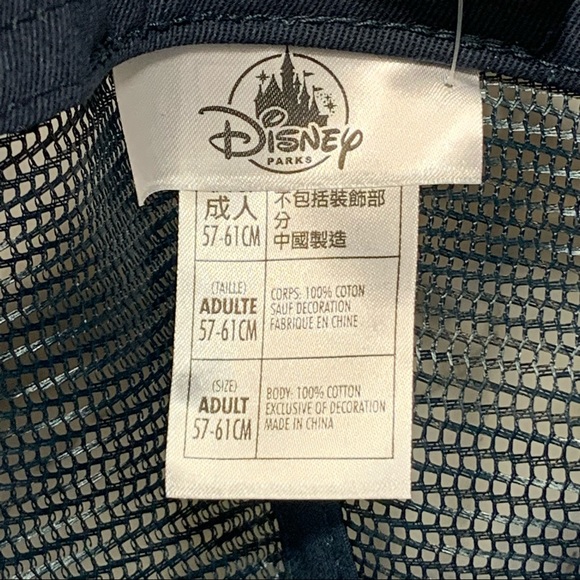 Disney
PARKS
成人
57-61CM
不包括裝飾部
分
中國製造
(TAILLE)
ADULTE
57-61CM
CORPS: 100% COTON
SAUF DECORATION
FABRIQUE EN CHINE
(SIZE)
ADULT
57-61CM
BODY: 100% COTTON
EXCLUSIVE OF DECORATION
MADE IN CHINA